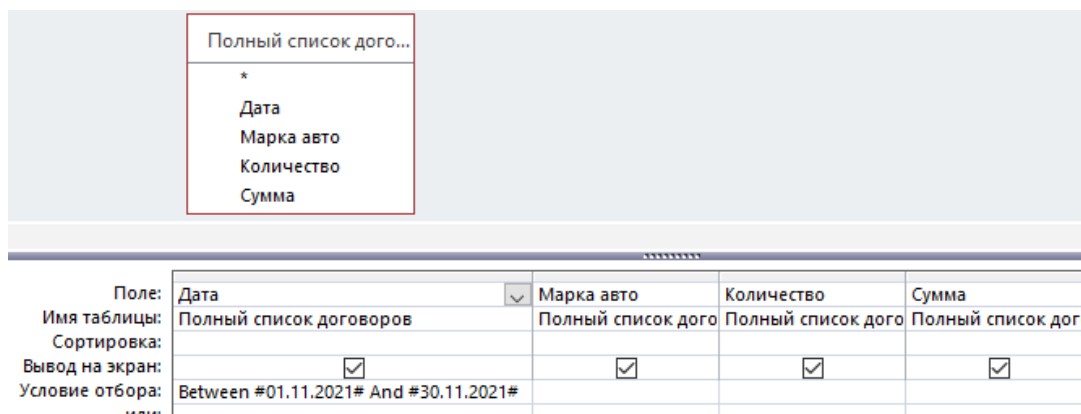 Полный список дого...
*
Дата
Марка авто
Количество
Сумма
Поле: Дата Марка авто Количество Сумма
Имя таблицы: Полный список договоров Полный список дого Полный список дого Полный список дог
Сортировка:
Вывод на экран:
Условие отбора: Between #01.11.2021# And #30.11.2021#
или: